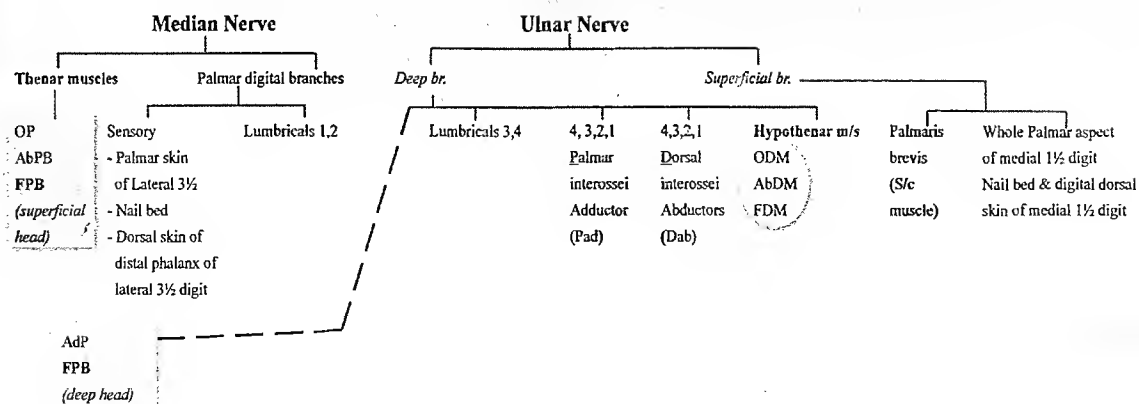 Median Nerve
Thenar muscles
Palmar digital branches
OP
AbPB
FPB
(superficial
head)
Sensory
- Palmar skin
of Lateral 3½
- Nail bed
- Dorsal skin of
distal phalanx of
lateral 3½ digit
Lumbricals 1,2
AdP
FPB
(deep head)
Ulnar Nerve
Deep br.
Superficial br.
Lumbricals 3,4
4, 3,2,1
Palmar
interossei
Adductor
(Pad)
4,3,2,1
Dorsal
interossei
Abductors
(Dab)
Hypothenar m/s
ODM
AbDM
FDM
Palmaris
brevis
(S/c
muscle)
Whole Palmar aspect
of medial 1½ digit
Nail bed & digital dorsal
skin of medial 1½ digit